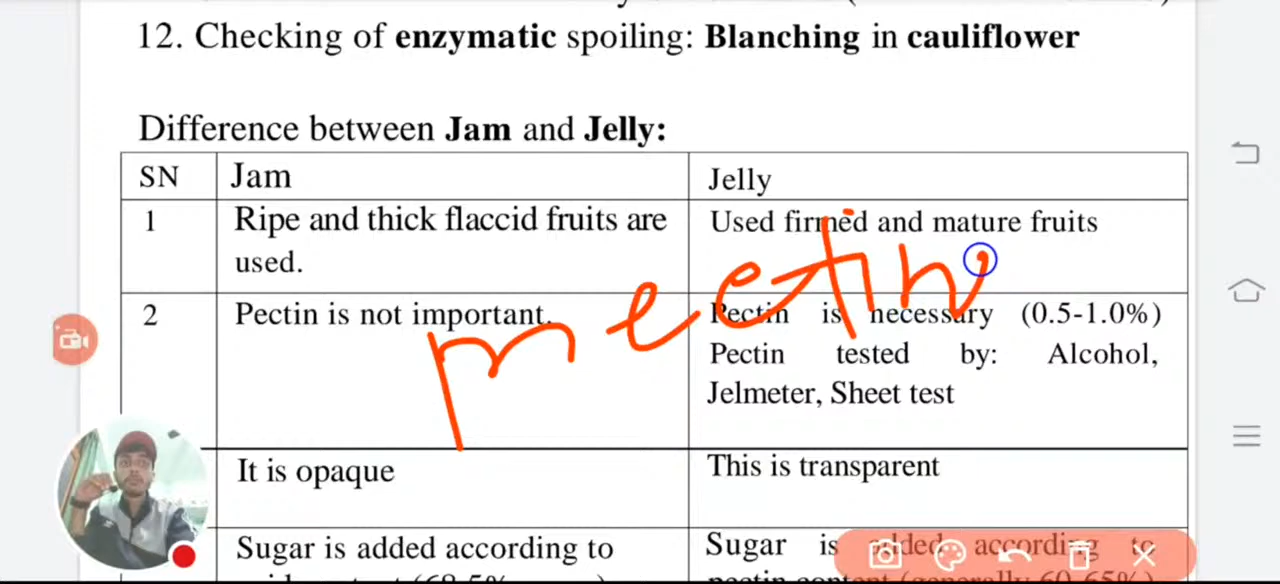 12. Checking of enzymatic spoiling: Blanching in cauliflower
Difference between Jam and Jelly:
SN Jam Jelly
1 Ripe and thick flaccid fruits are used. Used firmed and mature fruits
2 Pectin is not important. Pectin is necessary (0.5-1.0%)
Pectin tested by: Alcohol,
Jelmeter, Sheet test
pectin
It is opaque This is transparent
Sugar is added according to Sugar is added according to